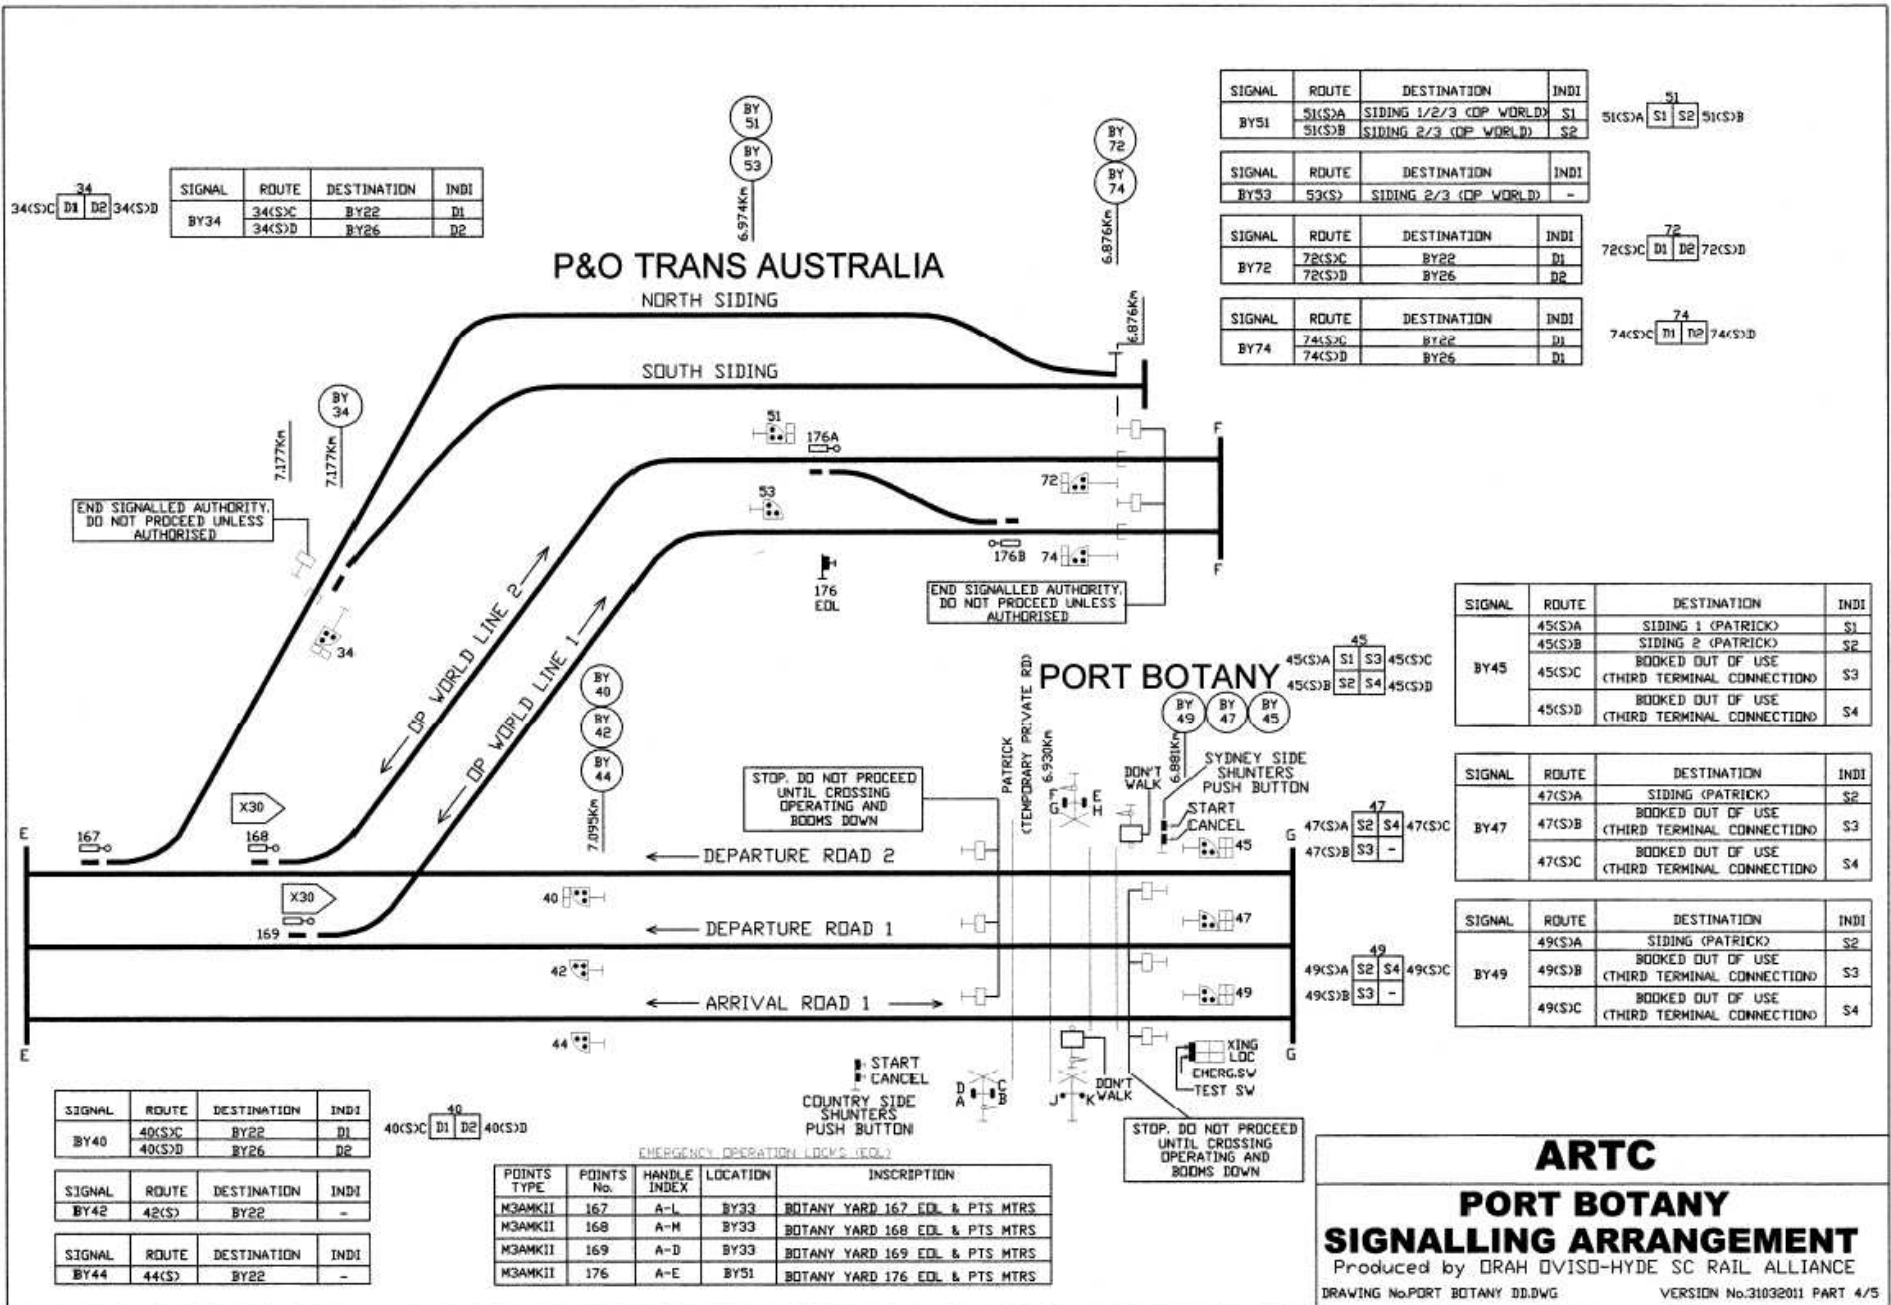 BY
51
BY
53
6.974Km
BY
72
BY
74
6.876Km
6.876Km
34
34(S)C D1 D2 34(S)D
SIGNAL ROUTE DESTINATION INDI
BY34 34(S)C BY22 D1
34(S)D BY26 D2
SIGNAL ROUTE DESTINATION INDI
BY51 51(S)A SIDING 1/2/3 (OP WORLD) S1
51(S)B SIDING 2/3 (OP WORLD) S2
51
51(S)A S1 S2 51(S)B
SIGNAL ROUTE DESTINATION INDI
BY53 53(S) SIDING 2/3 (OP WORLD) -
SIGNAL ROUTE DESTINATION INDI
BY72 72(S)C BY22 D1
72(S)D BY26 D2
72
72(S)C D1 D2 72(S)D
SIGNAL ROUTE DESTINATION INDI
BY74 74(S)C BY22 D1
74(S)D BY26 D1
74
74(S)C D1 D2 74(S)D
P&O TRANS AUSTRALIA
NORTH SIDING
SOUTH SIDING
BY
34
7.177Km
7.177Km
END SIGNALLED AUTHORITY.
DO NOT PROCEED UNLESS
AUTHORISED
34
51
176A
53
72
F
176
EOL
176B
74
F
END SIGNALLED AUTHORITY.
DO NOT PROCEED UNLESS
AUTHORISED
OP WORLD LINE 2
OP WORLD LINE 1
BY
40
BY
42
BY
44
7.095Km
PORT BOTANY
45
45(S)A S1 S3 45(S)C
45(S)B S2 S4 45(S)D
BY
49
BY
47
BY
45
6.881Km
SIGNAL ROUTE DESTINATION INDI
BY45 45(S)A SIDING 1 (PATRICK) S1
45(S)B SIDING 2 (PATRICK) S2
45(S)C BOOKED OUT OF USE
(THIRD TERMINAL CONNECTION) S3
45(S)D BOOKED OUT OF USE
(THIRD TERMINAL CONNECTION) S4
STOP. DO NOT PROCEED
UNTIL CROSSING
OPERATING AND
BOOMS DOWN
PATRICK
(TEMPORARY PRIVATE RD)
6.930Km
F E
G H
DON'T
WALK
SYDNEY SIDE
SHUNTERS
PUSH BUTTON
START
CANCEL
45
G
47
47(S)A S2 S4 47(S)C
47(S)B S3 -
SIGNAL ROUTE DESTINATION INDI
BY47 47(S)A SIDING (PATRICK) S2
47(S)B BOOKED OUT OF USE
(THIRD TERMINAL CONNECTION) S3
47(S)C BOOKED OUT OF USE
(THIRD TERMINAL CONNECTION) S4
E
167
X30
168
DEPARTURE ROAD 2
X30
40
169
DEPARTURE ROAD 1
47
42
ARRIVAL ROAD 1
49
44
E
49
49(S)A S2 S4 49(S)C
49(S)B S3 -
SIGNAL ROUTE DESTINATION INDI
BY49 49(S)A SIDING (PATRICK) S2
49(S)B BOOKED OUT OF USE
(THIRD TERMINAL CONNECTION) S3
49(S)C BOOKED OUT OF USE
(THIRD TERMINAL CONNECTION) S4
G
XING
LOC
EMERG.SW
TEST SW
START
CANCEL
COUNTRY SIDE
SHUNTERS
PUSH BUTTON
D C
A B
J K
DON'T
WALK
STOP. DO NOT PROCEED
UNTIL CROSSING
OPERATING AND
BOOMS DOWN
SIGNAL ROUTE DESTINATION INDI
BY40 40(S)C BY22 D1
40(S)D BY26 D2
40
40(S)C D1 D2 40(S)D
SIGNAL ROUTE DESTINATION INDI
BY42 42(S) BY22 -
SIGNAL ROUTE DESTINATION INDI
BY44 44(S) BY22 -
EMERGENCY OPERATION LOCKS (EOL)
POINTS TYPE POINTS No. HANDLE INDEX LOCATION INSCRIPTION
M3AMKII 167 A-L BY33 BOTANY YARD 167 EOL & PTS MTRS
M3AMKII 168 A-M BY33 BOTANY YARD 168 EOL & PTS MTRS
M3AMKII 169 A-D BY33 BOTANY YARD 169 EOL & PTS MTRS
M3AMKII 176 A-E BY51 BOTANY YARD 176 EOL & PTS MTRS
ARTC
PORT BOTANY
SIGNALLING ARRANGEMENT
Produced by ORAH OVISO-HYDE SC RAIL ALLIANCE
DRAWING No.PORT BOTANY DD.DWG VERSION No.31032011 PART 4/5